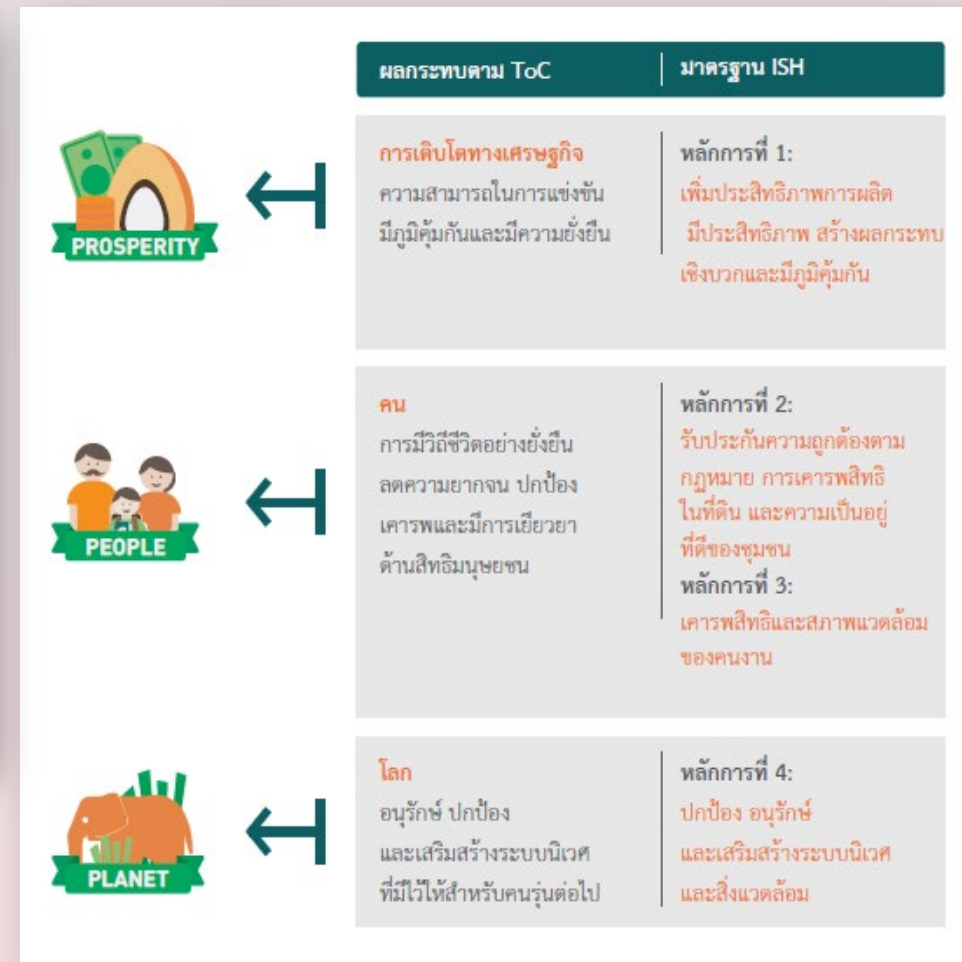 ผลกระทบตาม ToC
มาตรฐาน ISH
PROSPERITY
การเติบโตทางเศรษฐกิจ
ความสามารถในการแข่งขัน
มีภูมิคุ้มกันและมีความยั่งยืน
หลักการที่ 1:
เพิ่มประสิทธิภาพการผลิต
มีประสิทธิภาพ สร้างผลกระทบ
เชิงบวกและมีภูมิคุ้มกัน
PEOPLE
คน
การมีวิถีชีวิตอย่างยั่งยืน
ลดความยากจน ปกป้อง
เคารพและมีการเยียวยา
ด้านสิทธิมนุษยชน
หลักการที่ 2:
รับประกันความถูกต้องตาม
กฎหมาย การเคารพสิทธิ
ในที่ดิน และความเป็นอยู่
ที่ดีของชุมชน
หลักการที่ 3:
เคารพสิทธิและสภาพแวดล้อม
ของคนงาน
PLANET
โลก
อนุรักษ์ ปกป้อง
และเสริมสร้างระบบนิเวศ
ที่มีไว้ให้สำหรับคนรุ่นต่อไป
หลักการที่ 4:
ปกป้อง อนุรักษ์
และเสริมสร้างระบบนิเวศ
และสิ่งแวดล้อม